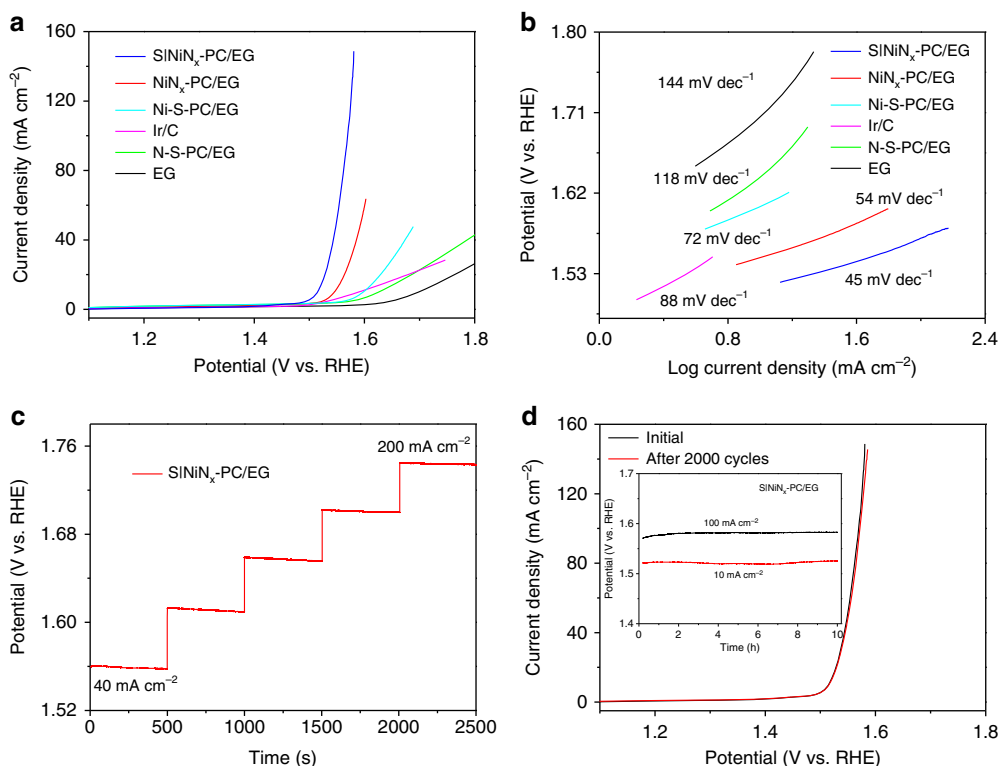 a
160
120
80
40
0
1.2
1.4
1.6
1.8
Current density (mA cm⁻²)
Potential (V vs. RHE)
S|NiNₓ-PC/EG
NiNₓ-PC/EG
Ni-S-PC/EG
Ir/C
N-S-PC/EG
EG
b
1.80
1.71
1.62
1.53
0.0
0.8
1.6
2.4
Potential (V vs. RHE)
Log current density (mA cm⁻²)
S|NiNₓ-PC/EG
NiNₓ-PC/EG
Ni-S-PC/EG
Ir/C
N-S-PC/EG
EG
144 mV dec⁻¹
118 mV dec⁻¹
72 mV dec⁻¹
54 mV dec⁻¹
45 mV dec⁻¹
88 mV dec⁻¹
c
1.76
1.68
1.60
1.52
0
500
1000
1500
2000
2500
Potential (V vs. RHE)
Time (s)
S|NiNₓ-PC/EG
200 mA cm⁻²
40 mA cm⁻²
d
160
120
80
40
0
1.2
1.4
1.6
1.8
Current density (mA cm⁻²)
Potential (V vs. RHE)
Initial
After 2000 cycles
1.7
1.6
1.5
1.4
0
2
4
6
8
10
Potential (V vs. RHE)
Time (h)
S|NiNₓ-PC/EG
100 mA cm⁻²
10 mA cm⁻²